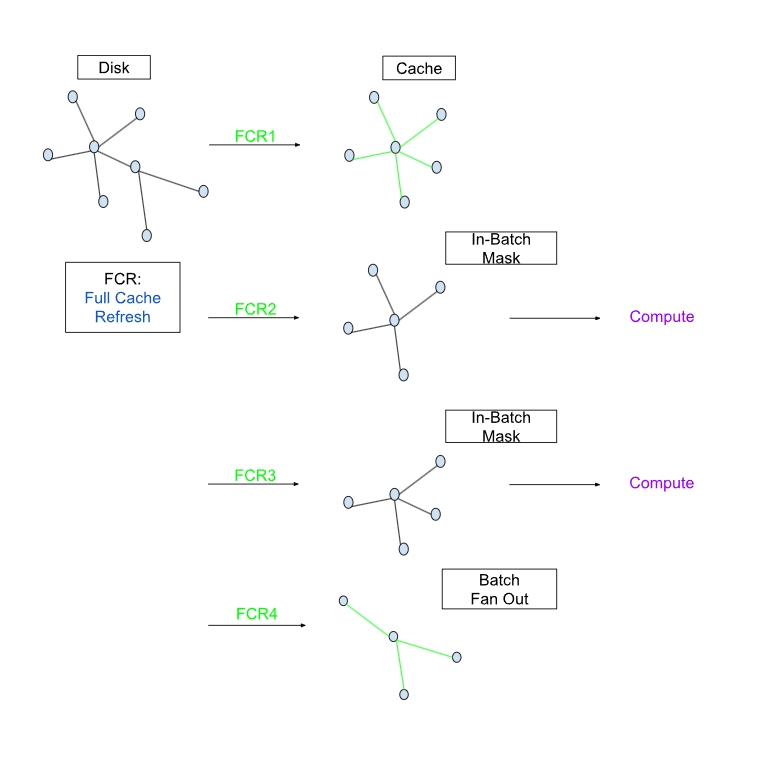 Disk
Cache
FCR1
In-Batch
Mask
FCR:
Full Cache
Refresh
FCR2
Compute
In-Batch
Mask
FCR3
Compute
Batch
Fan Out
FCR4